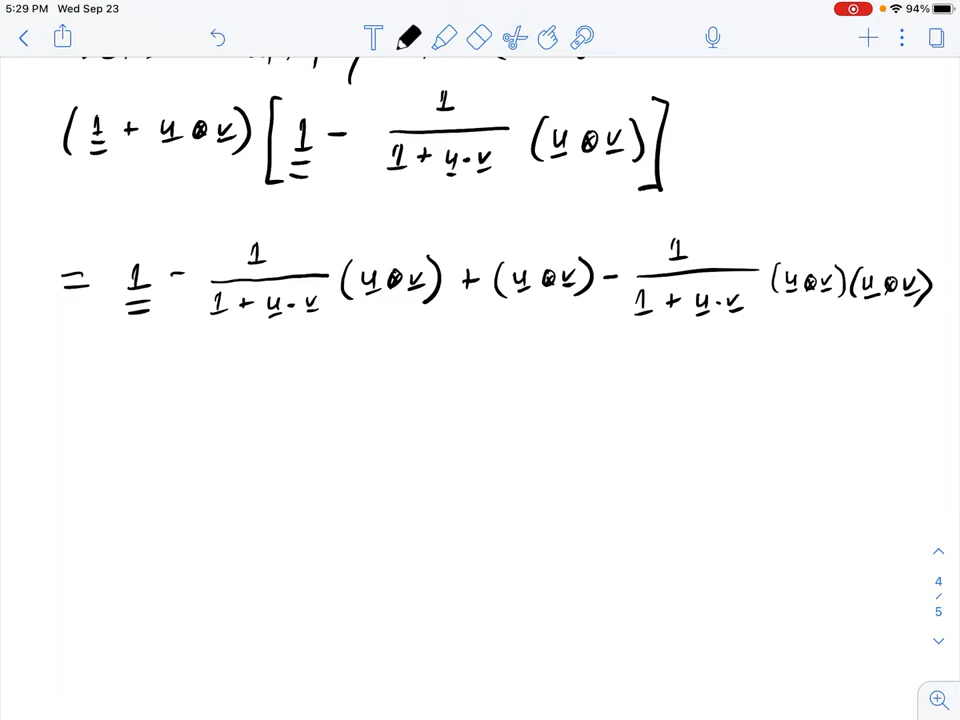 5:29 PM Wed Sep 23 94%
T
(1 + u ⊗ v) [ 1 - 1/(1 + u · v) (u ⊗ v) ]
= 1 - 1/(1 + u · v) (u ⊗ v) + (u ⊗ v) - 1/(1 + u · v) (u ⊗ v)(u ⊗ v)
4
/
5